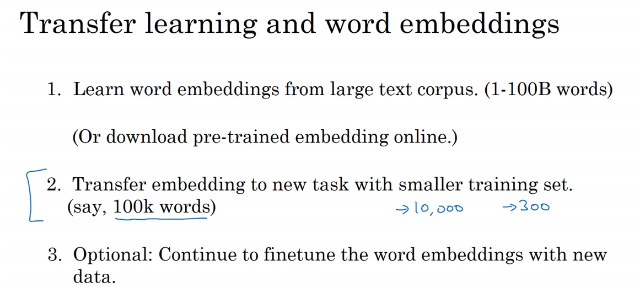 Transfer learning and word embeddings
1. Learn word embeddings from large text corpus. (1-100B words)
(Or download pre-trained embedding online.)
2. Transfer embedding to new task with smaller training set.
(say, 100k words) → 10,000 → 300
3. Optional: Continue to finetune the word embeddings with new
data.